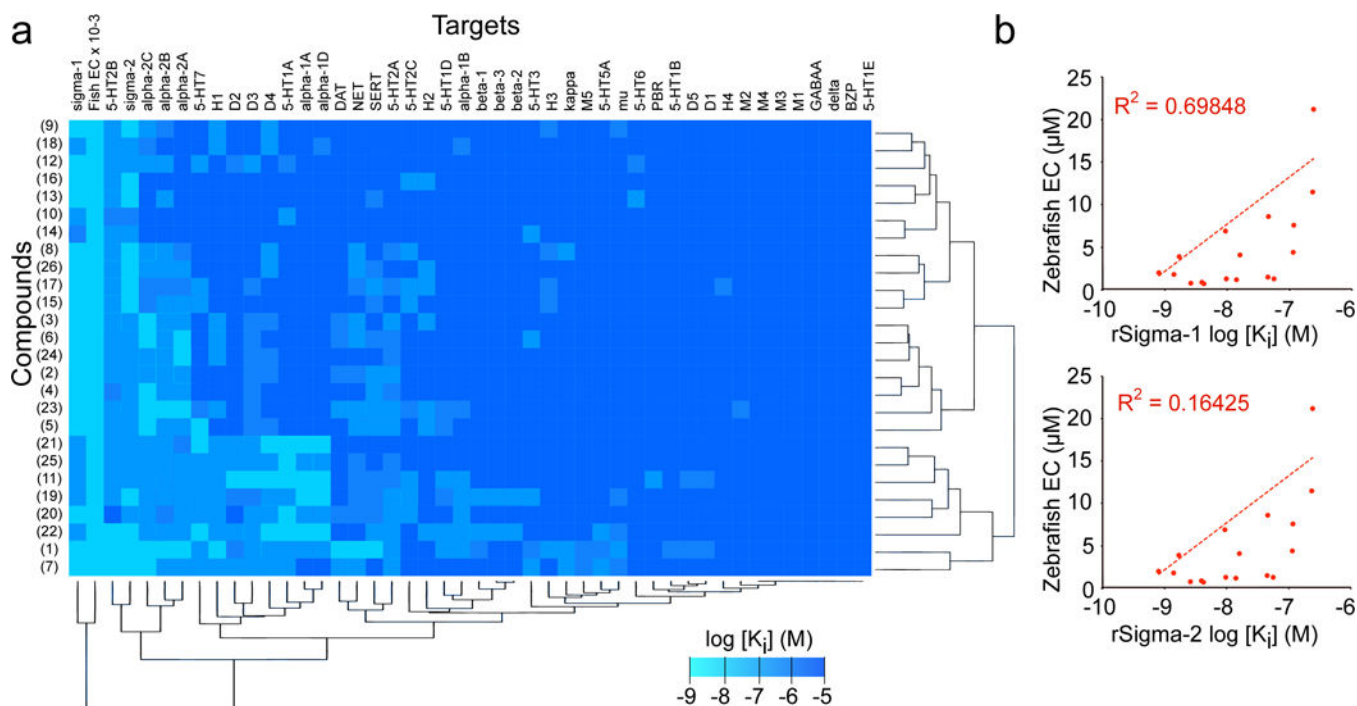 a
Targets
sigma-1
Fish EC x 10-3
5-HT2B
sigma-2
alpha-2C
alpha-2B
alpha-2A
5-HT7
H1
D2
D3
D4
5-HT1A
alpha-1A
alpha-1D
DAT
NET
SERT
5-HT2A
5-HT2C
H2
5-HT1D
alpha-1B
beta-1
beta-3
beta-2
5-HT3
H3
kappa
M5
5-HT5A
mu
5-HT6
PBR
5-HT1B
D5
D1
H4
M2
M4
M3
M1
GABAA
delta
BZP
5-HT1E
Compounds
(9)
(18)
(12)
(16)
(13)
(10)
(14)
(8)
(26)
(17)
(15)
(3)
(6)
(24)
(2)
(4)
(23)
(5)
(21)
(25)
(11)
(19)
(20)
(22)
(1)
(7)
log [Ki] (M)
-9 -8 -7 -6 -5
b
25
20
15
10
5
0
Zebrafish EC (µM)
R² = 0.69848
-10 -9 -8 -7 -6
rSigma-1 log [Ki] (M)
25
20
15
10
5
0
Zebrafish EC (µM)
R² = 0.16425
-10 -9 -8 -7 -6
rSigma-2 log [Ki] (M)